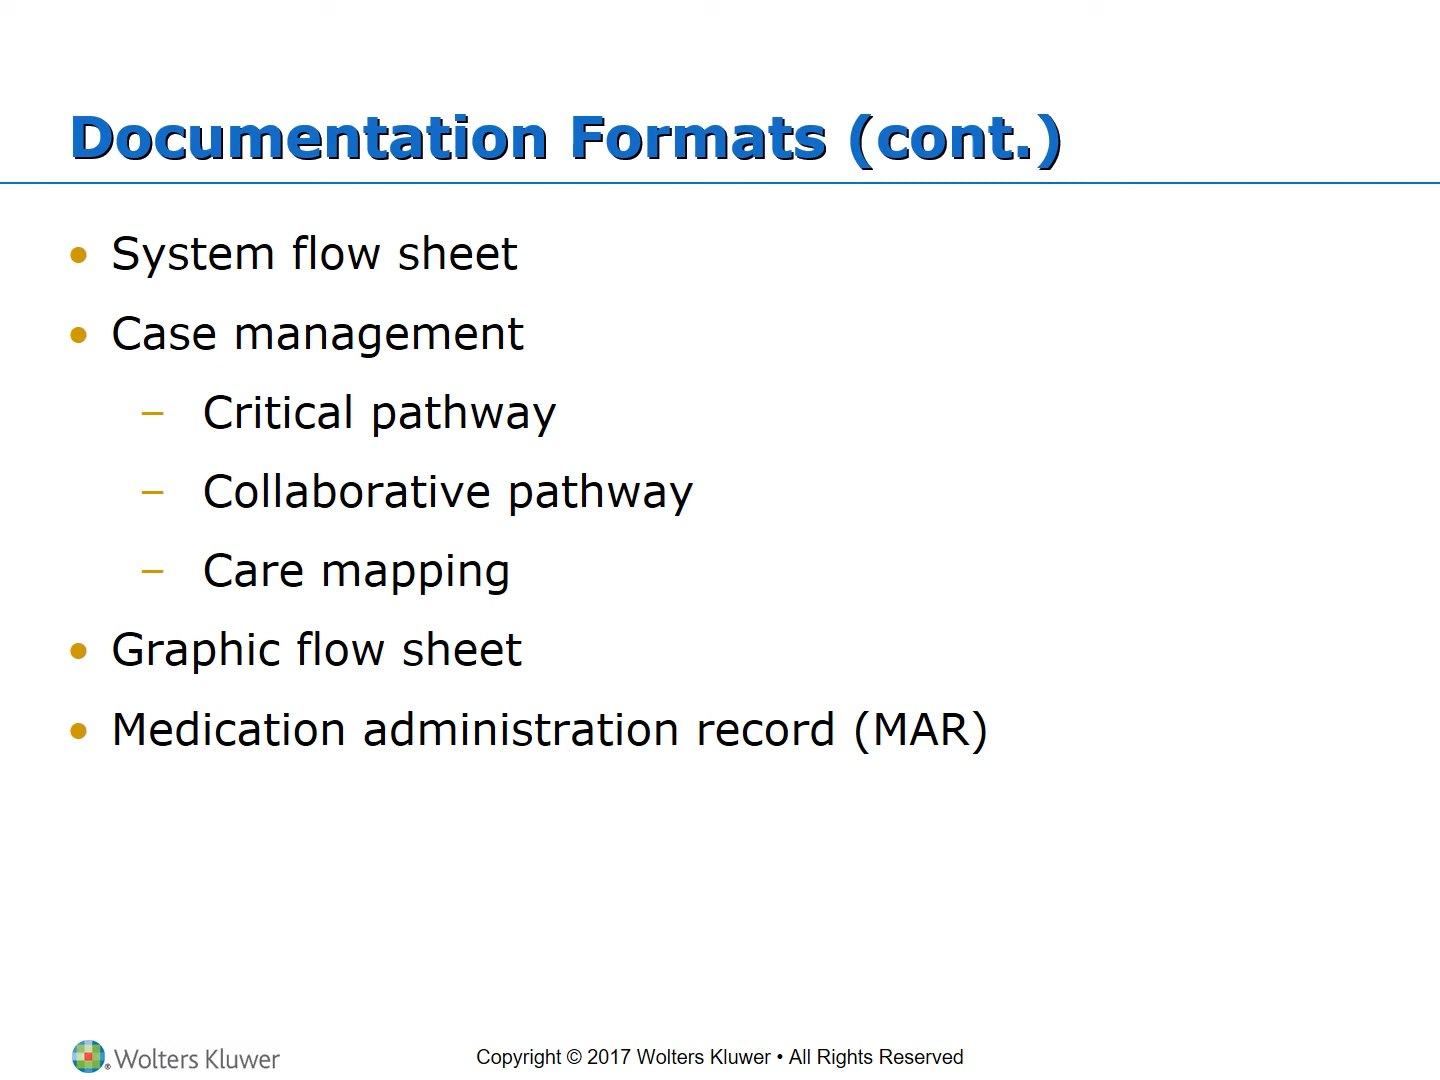 Documentation Formats (cont.)
• System flow sheet
• Case management
– Critical pathway
– Collaborative pathway
– Care mapping
• Graphic flow sheet
• Medication administration record (MAR)
® Wolters Kluwer
Copyright © 2017 Wolters Kluwer • All Rights Reserved